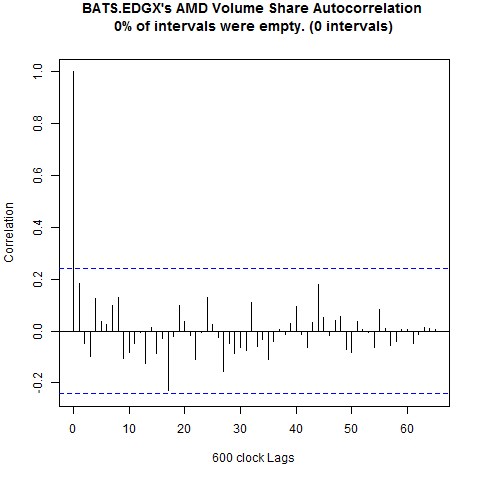 BATS.EDGX's AMD Volume Share Autocorrelation
0% of intervals were empty. (0 intervals)
Correlation
1.0
0.8
0.6
0.4
0.2
0.0
-0.2
0 10 20 30 40 50 60
600 clock Lags